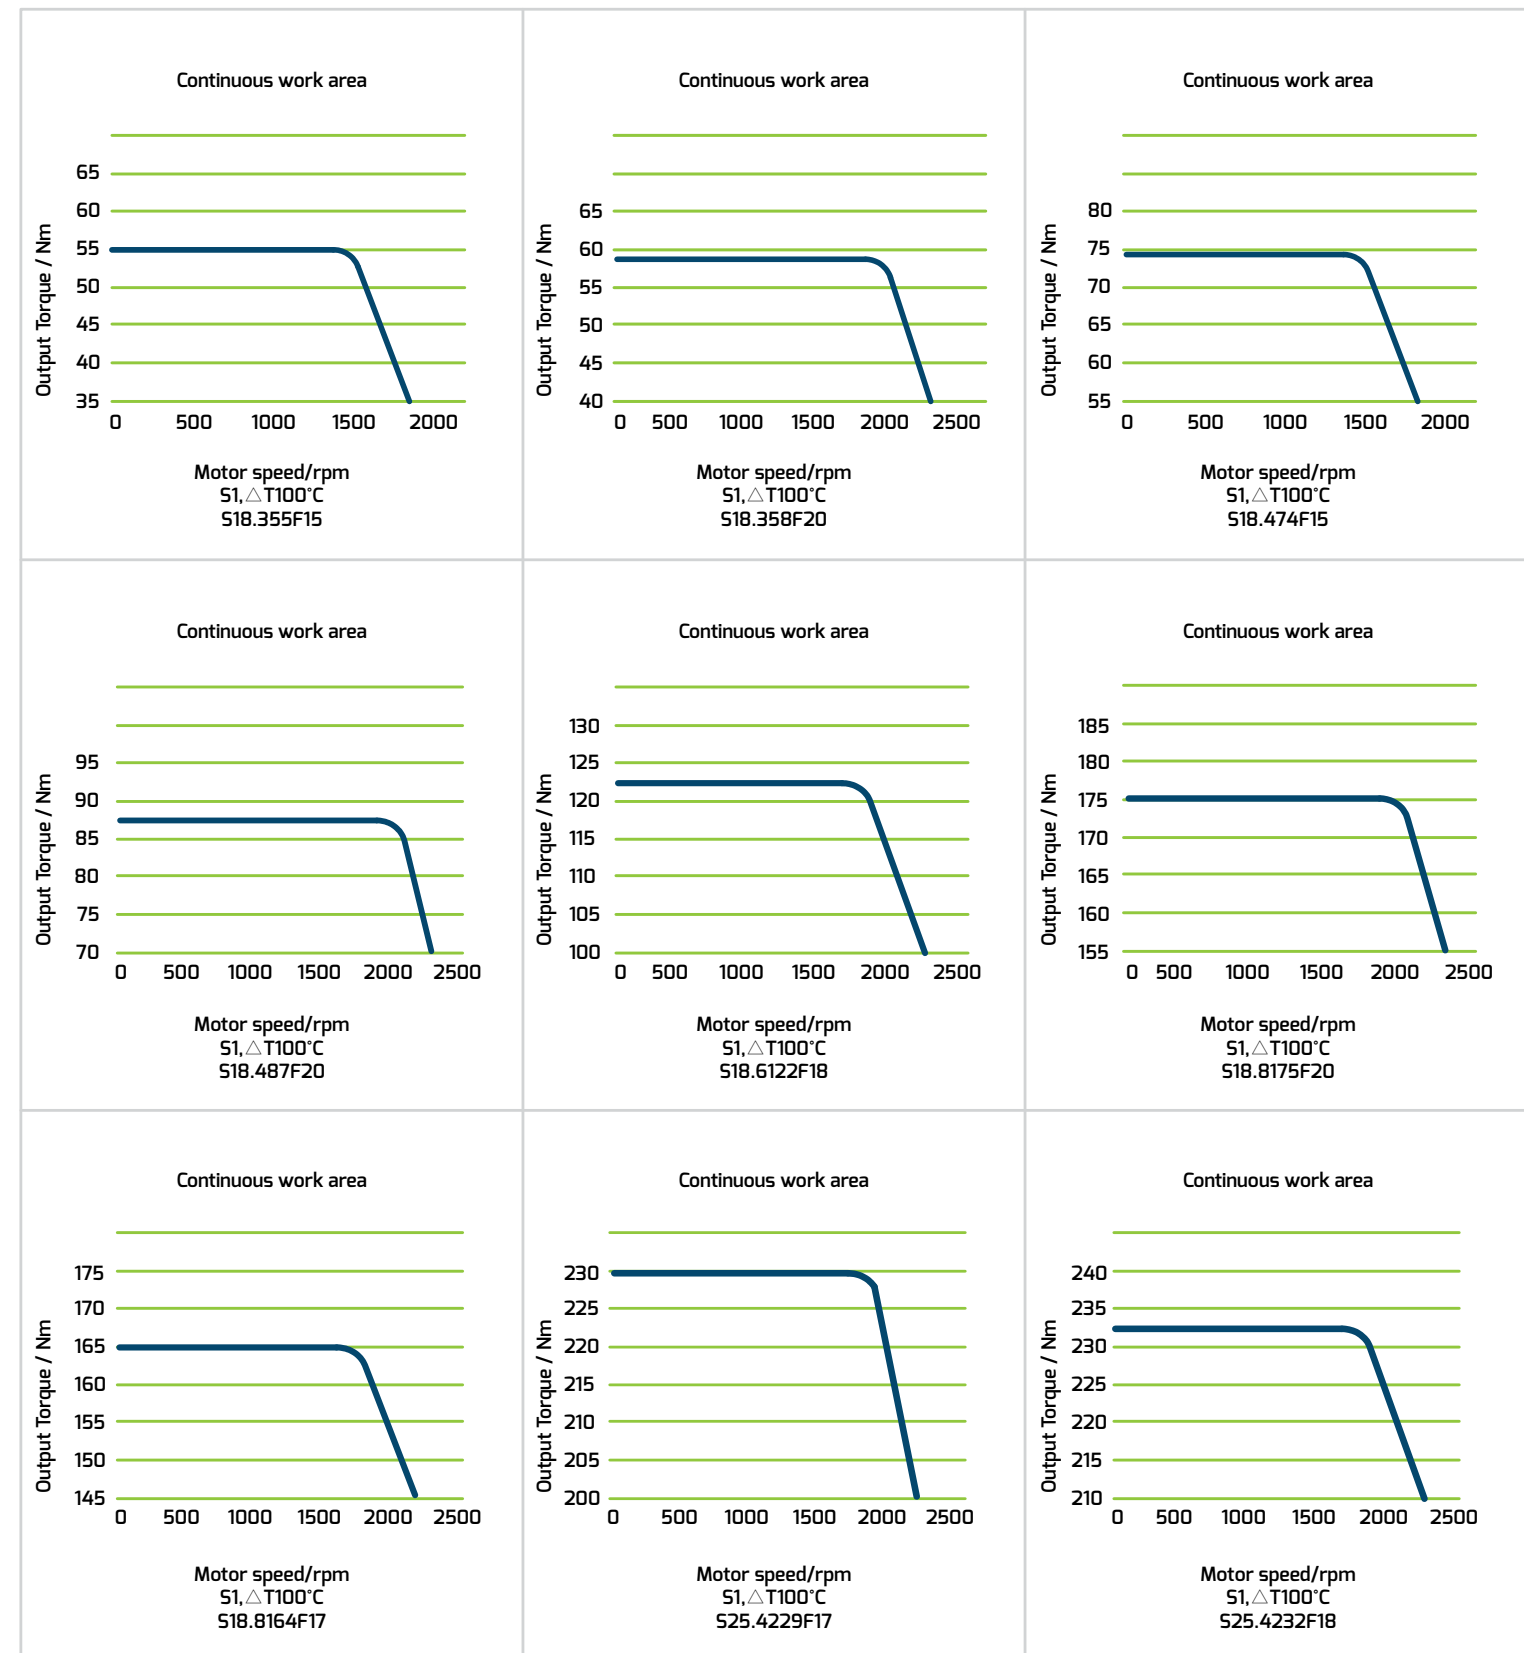 Continuous work area
Output Torque / Nm
65
60
55
50
45
40
35
0 500 1000 1500 2000
Motor speed/rpm
S1,△T100°C
S18.355F15
Continuous work area
Output Torque / Nm
65
60
55
50
45
40
0 500 1000 1500 2000 2500
Motor speed/rpm
S1,△T100°C
S18.358F20
Continuous work area
Output Torque / Nm
80
75
70
65
60
55
0 500 1000 1500 2000
Motor speed/rpm
S1,△T100°C
S18.474F15
Continuous work area
Output Torque / Nm
95
90
85
80
75
70
0 500 1000 1500 2000 2500
Motor speed/rpm
S1,△T100°C
S18.487F20
Continuous work area
Output Torque / Nm
130
125
120
115
110
105
100
0 500 1000 1500 2000 2500
Motor speed/rpm
S1,△T100°C
S18.6122F18
Continuous work area
Output Torque / Nm
185
180
175
170
165
160
155
0 500 1000 1500 2000 2500
Motor speed/rpm
S1,△T100°C
S18.8175F20
Continuous work area
Output Torque / Nm
175
170
165
160
155
150
145
0 500 1000 1500 2000 2500
Motor speed/rpm
S1,△T100°C
S18.8164F17
Continuous work area
Output Torque / Nm
230
225
220
215
210
205
200
0 500 1000 1500 2000 2500
Motor speed/rpm
S1,△T100°C
S25.4229F17
Continuous work area
Output Torque / Nm
240
235
230
225
220
215
210
0 500 1000 1500 2000 2500
Motor speed/rpm
S1,△T100°C
S25.4232F18